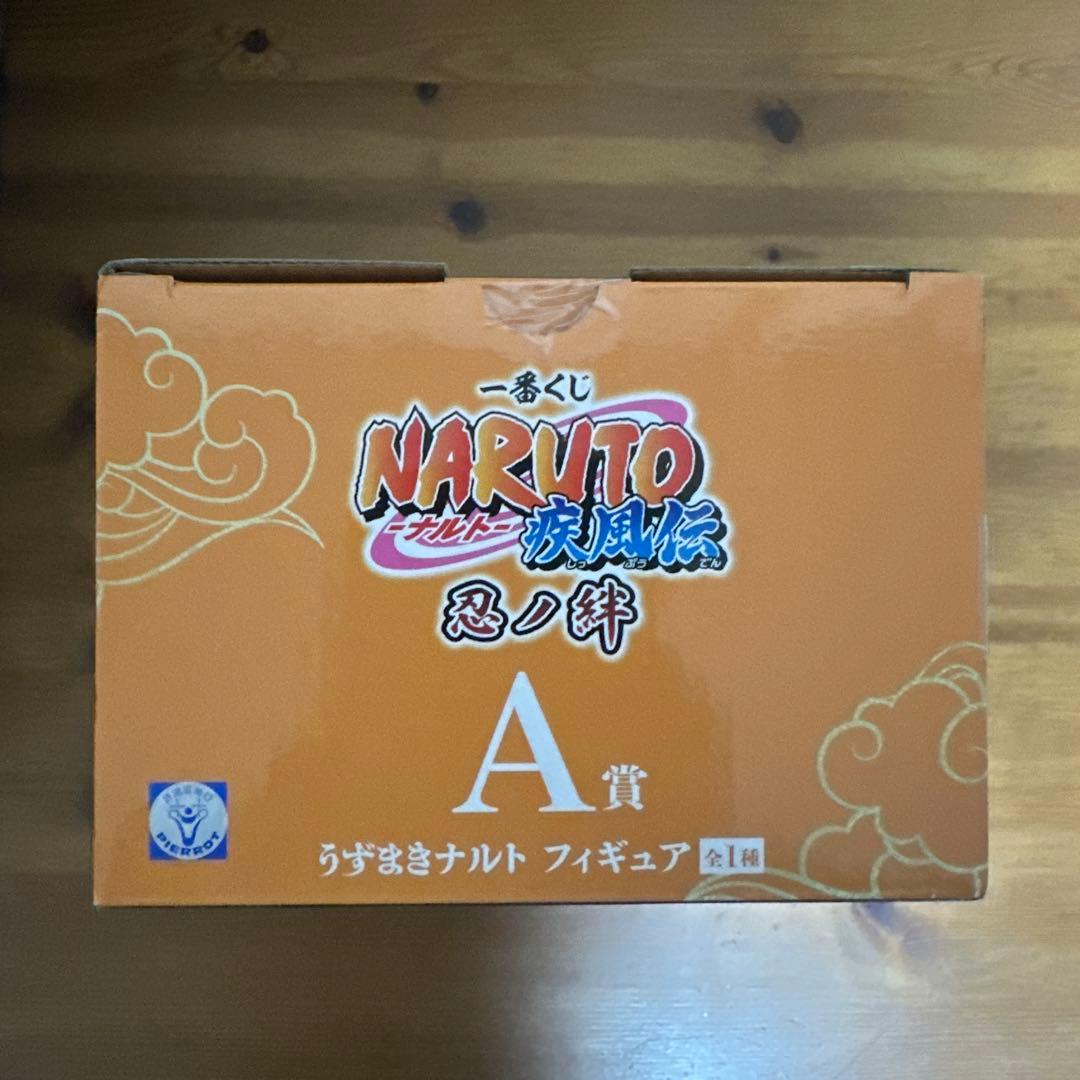 一番くじ
NARUTO
-ナルト-
疾風伝
しっ ぷう でん
忍ノ絆
A賞
うずまきナルト フィギュア 全1種
PIERROT